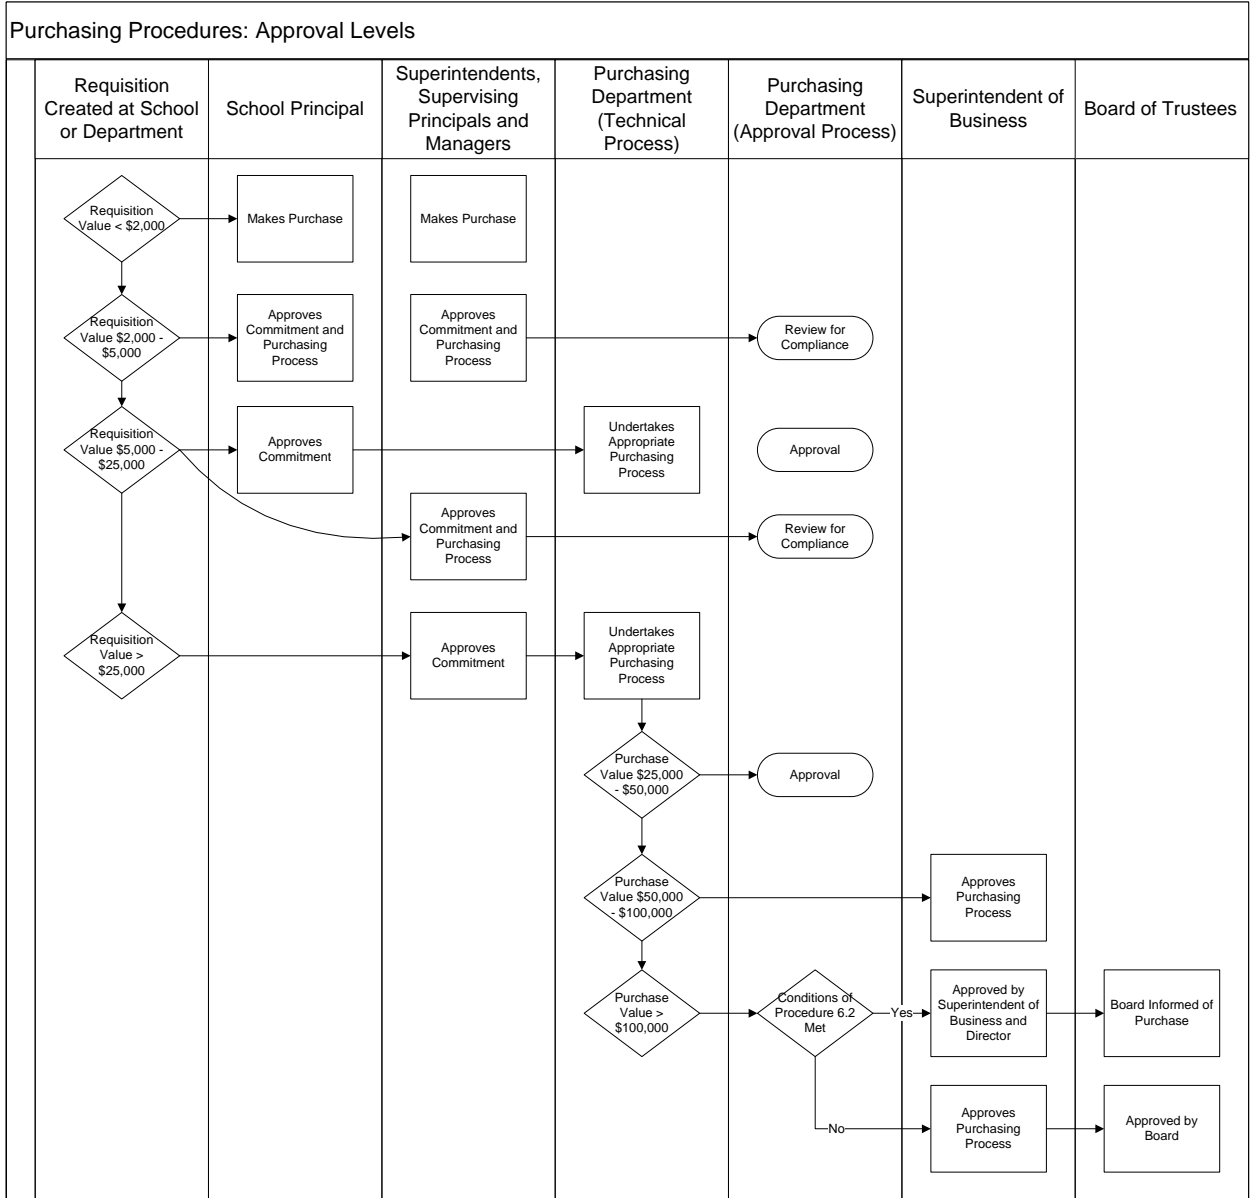 Purchasing Procedures: Approval Levels
Requisition
Created at School
or Department
School Principal
Superintendents,
Supervising
Principals and
Managers
Purchasing
Department
(Technical
Process)
Purchasing
Department
(Approval Process)
Superintendent of
Business
Board of Trustees
Requisition
Value < $2,000
Makes Purchase
Makes Purchase
Requisition
Value $2,000 -
$5,000
Approves
Commitment and
Purchasing
Process
Approves
Commitment and
Purchasing
Process
Review for
Compliance
Requisition
Value $5,000 -
$25,000
Approves
Commitment
Undertakes
Appropriate
Purchasing
Process
Approval
Approves
Commitment and
Purchasing
Process
Review for
Compliance
Requisition
Value >
$25,000
Approves
Commitment
Undertakes
Appropriate
Purchasing
Process
Purchase
Value $25,000
- $50,000
Approval
Purchase
Value $50,000
- $100,000
Approves
Purchasing
Process
Purchase
Value >
$100,000
Conditions of
Procedure 6.2
Met
Yes
Approved by
Superintendent of
Business and
Director
Board Informed of
Purchase
No
Approves
Purchasing
Process
Approved by
Board